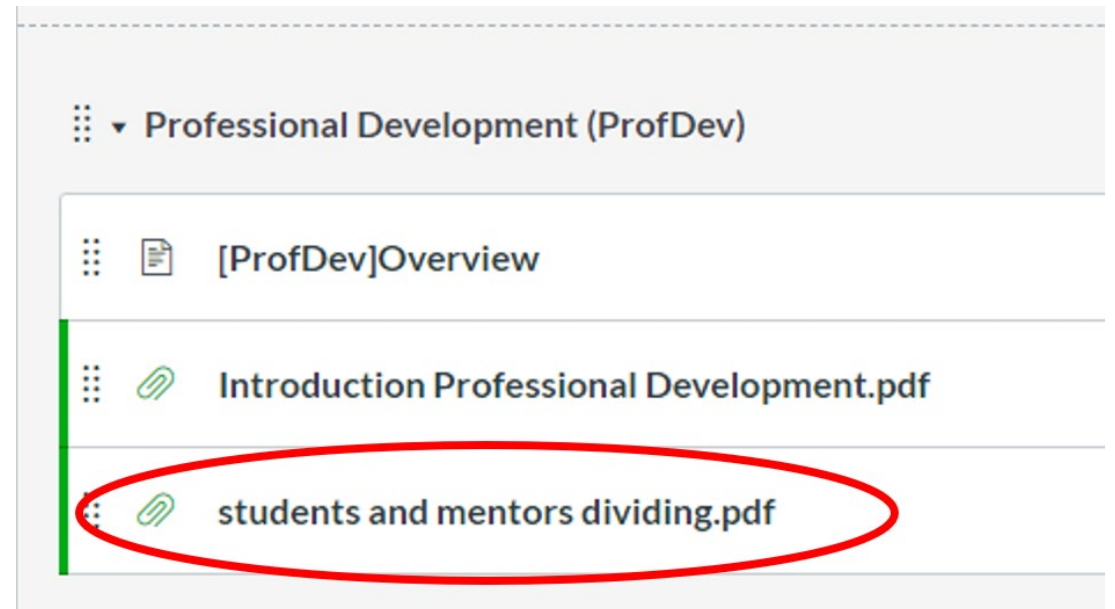 Professional Development (ProfDev)
[ProfDev]Overview
Introduction Professional Development.pdf
students and mentors dividing.pdf